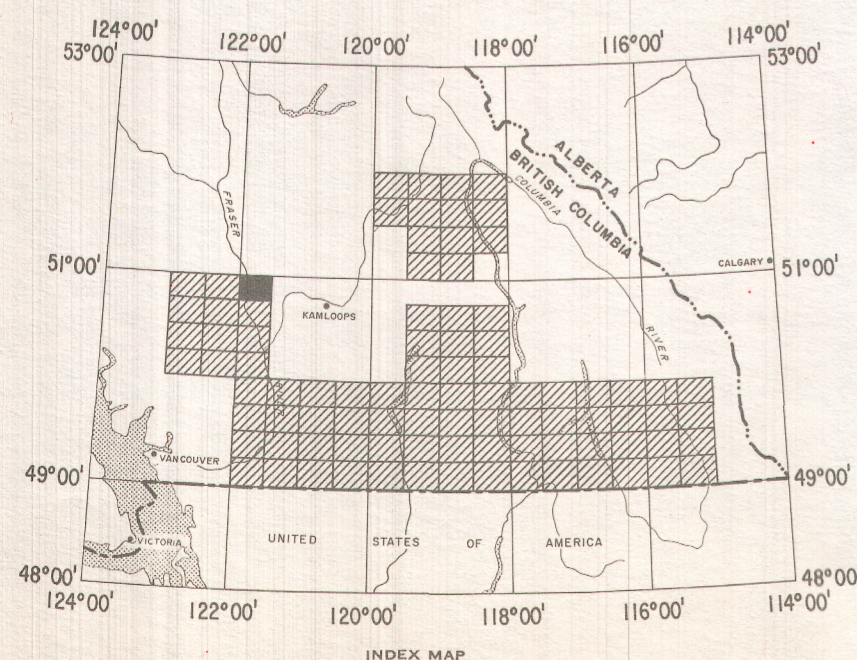 124°00' 122°00' 120°00' 118°00' 116°00' 114°00'
53°00' 53°00'
ALBERTA
BRITISH COLUMBIA
COLUMBIA
FRASER
51°00' 51°00'
CALGARY
KAMLOOPS
RIVER
RIVER
VANCOUVER
49°00' 49°00'
VICTORIA
UNITED STATES OF AMERICA
48°00' 48°00'
124°00' 122°00' 120°00' 118°00' 116°00' 114°00'
INDEX MAP